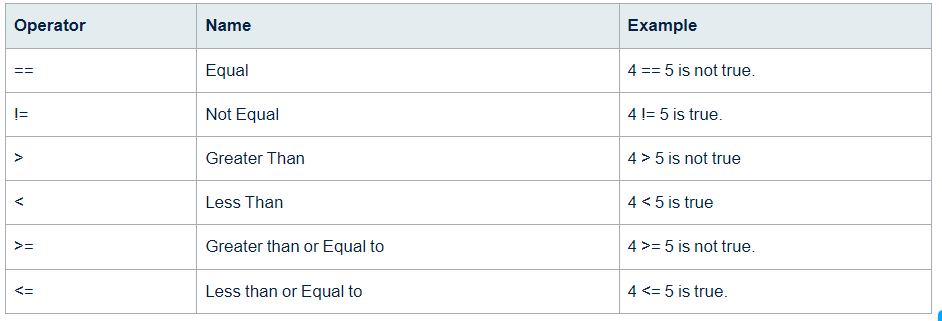 Operator Name Example
== Equal 4 == 5 is not true.
!= Not Equal 4 != 5 is true.
> Greater Than 4 > 5 is not true
< Less Than 4 < 5 is true
>= Greater than or Equal to 4 >= 5 is not true.
<= Less than or Equal to 4 <= 5 is true.